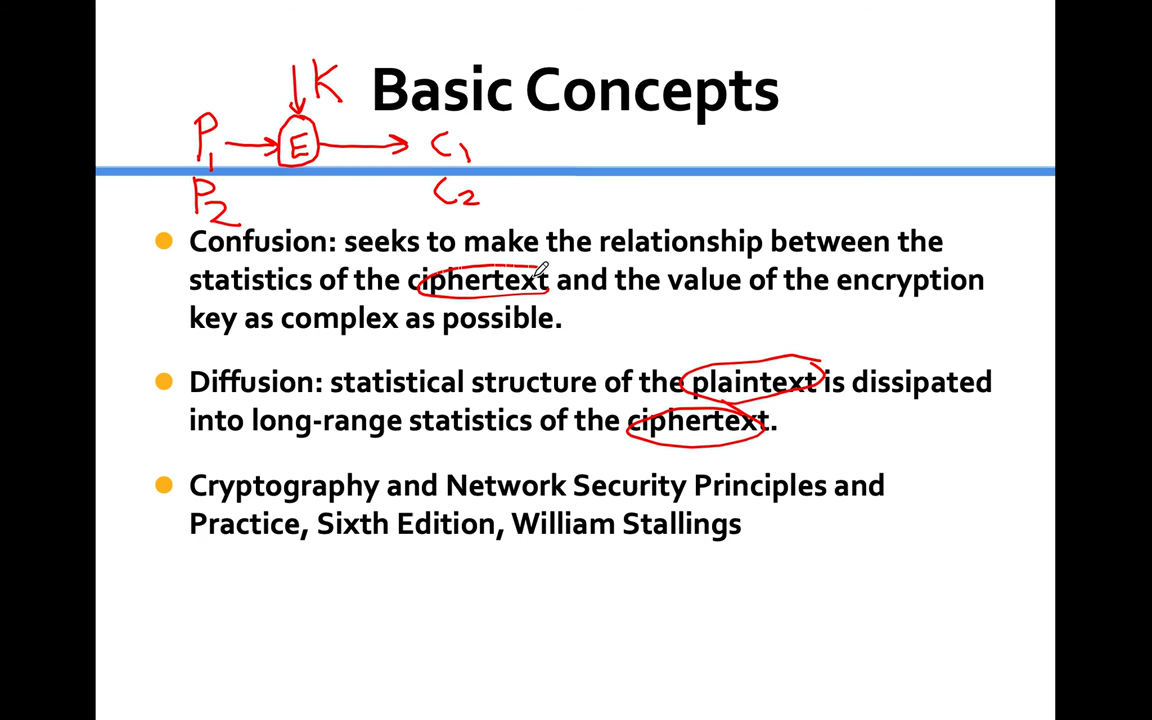 K
Basic Concepts
P1 E C1
P2 C2
Confusion: seeks to make the relationship between the
statistics of the ciphertext and the value of the encryption
key as complex as possible.
Diffusion: statistical structure of the plaintext is dissipated
into long-range statistics of the ciphertext.
Cryptography and Network Security Principles and
Practice, Sixth Edition, William Stallings